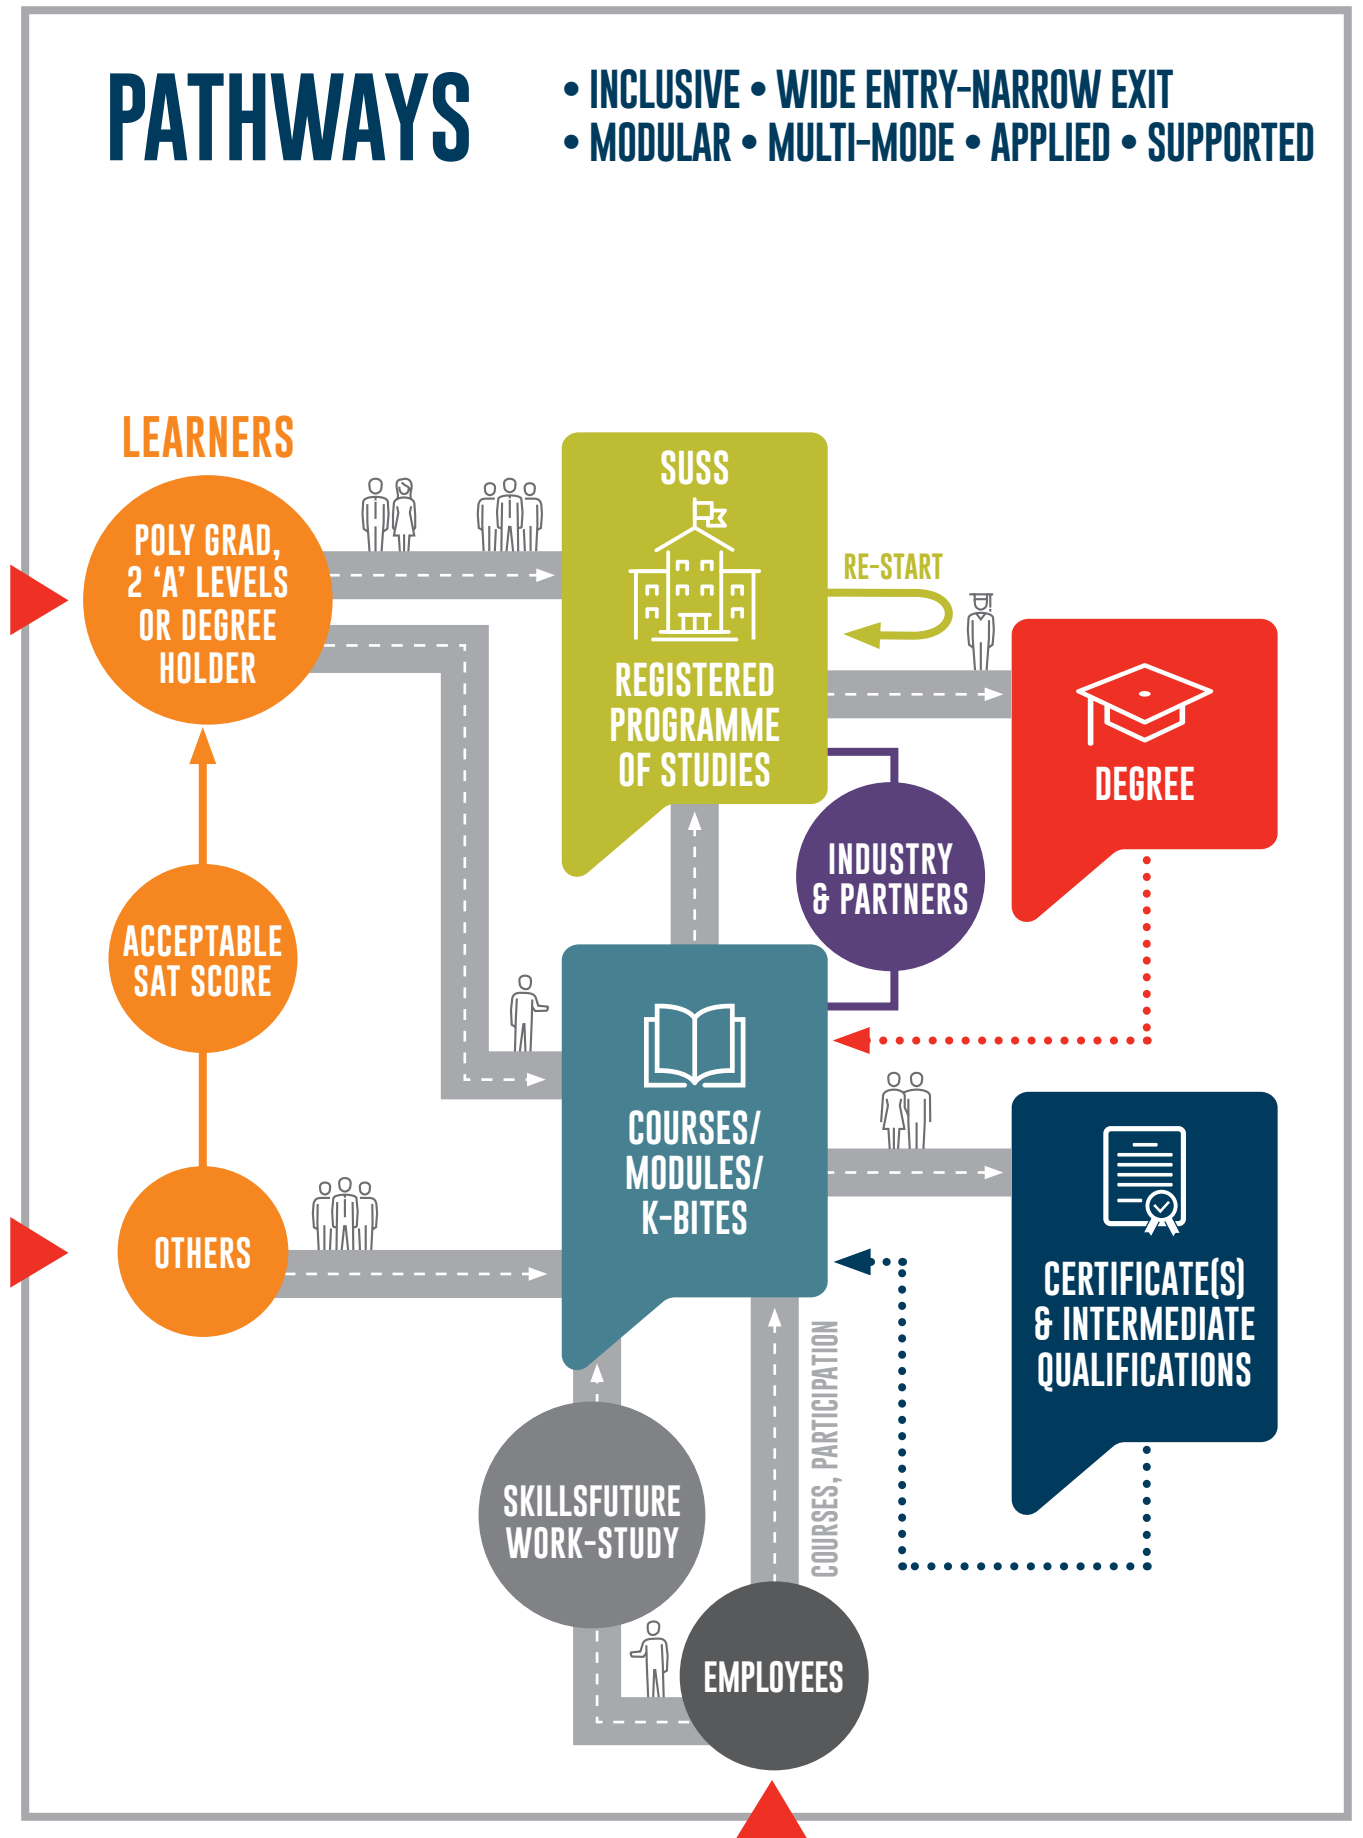 PATHWAYS
• INCLUSIVE • WIDE ENTRY-NARROW EXIT
• MODULAR • MULTI-MODE • APPLIED • SUPPORTED
LEARNERS
POLY GRAD,
2 ‘A’ LEVELS
OR DEGREE
HOLDER
SUSS
REGISTERED
PROGRAMME
OF STUDIES
RE-START
DEGREE
INDUSTRY
& PARTNERS
ACCEPTABLE
SAT SCORE
COURSES/
MODULES/
K-BITES
OTHERS
CERTIFICATE(S)
& INTERMEDIATE
QUALIFICATIONS
COURSES, PARTICIPATION
SKILLSFUTURE
WORK-STUDY
EMPLOYEES